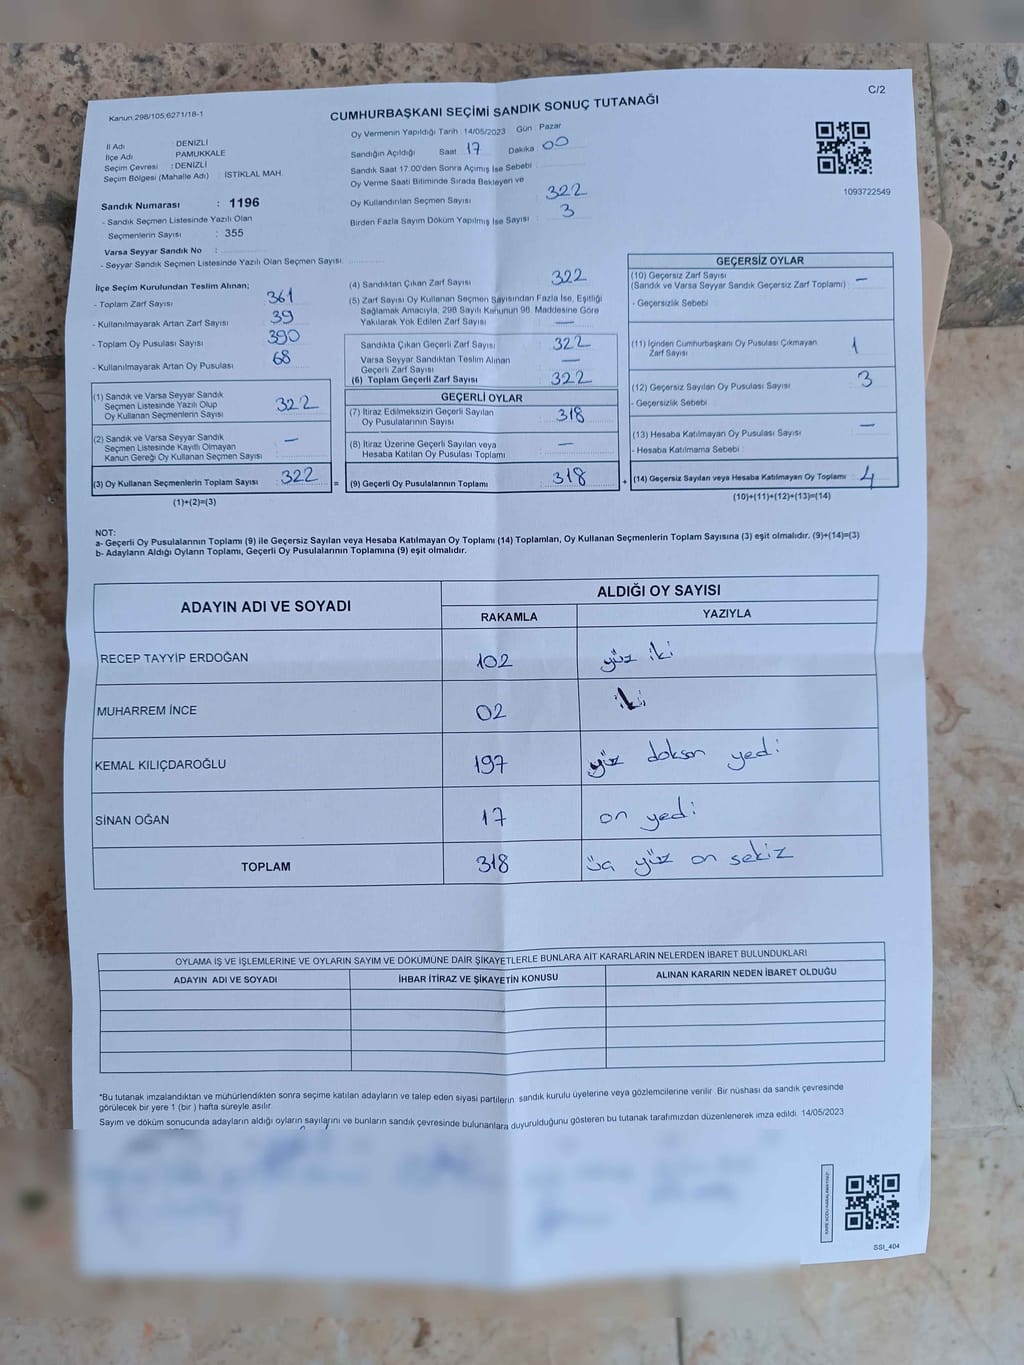 Kanun:298/105;6271/18-1
CUMHURBAŞKANI SEÇİMİ SANDIK SONUÇ TUTANAĞI
C/2
İl Adı : DENİZLİ
İlçe Adı : PAMUKKALE
Seçim Çevresi : DENİZLİ
Seçim Bölgesi (Mahalle Adı) : İSTİKLAL MAH.
Sandık Numarası : 1196
- Sandık Seçmen Listesinde Yazılı Olan
Seçmenlerin Sayısı : 355
Varsa Seyyar Sandık No :
- Seyyar Sandık Seçmen Listesinde Yazılı Olan Seçmen Sayısı:
Oy Vermenin Yapıldığı Tarih : 14/05/2023 Gün : Pazar
Sandığın Açıldığı Saat : 17 Dakika : 00
Sandık Saat 17.00'den Sonra Açılmış İse Sebebi :
Oy Verme Saati Bitiminde Sırada Bekleyen ve
Oy Kullandırılan Seçmen Sayısı : 322
Birden Fazla Sayım Döküm Yapılmış İse Sayısı : 3
1093722549
İlçe Seçim Kurulundan Teslim Alınan;
- Toplam Zarf Sayısı : 361
- Kullanılmayarak Artan Zarf Sayısı : 39
- Toplam Oy Pusulası Sayısı : 390
- Kullanılmayarak Artan Oy Pusulası : 68
(1) Sandık ve Varsa Seyyar Sandık
Seçmen Listesinde Yazılı Olup
Oy Kullanan Seçmenlerin Sayısı : 322
(2) Sandık ve Varsa Seyyar Sandık
Seçmen Listesinde Kayıtlı Olmayan
Kanun Gereği Oy Kullanan Seçmen Sayısı : —
(3) Oy Kullanan Seçmenlerin Toplam Sayısı : 322
(1)+(2)=(3)
(4) Sandıktan Çıkan Zarf Sayısı : 322
(5) Zarf Sayısı Oy Kullanan Seçmen Sayısından Fazla İse, Eşitliği
Sağlamak Amacıyla, 298 Sayılı Kanunun 98. Maddesine Göre
Yakılarak Yok Edilen Zarf Sayısı : —
Sandıkta Çıkan Geçerli Zarf Sayısı : 322
Varsa Seyyar Sandıktan Teslim Alınan
Geçerli Zarf Sayısı : —
(6) Toplam Geçerli Zarf Sayısı : 322
GEÇERLİ OYLAR
(7) İtiraz Edilmeksizin Geçerli Sayılan
Oy Pusulalarının Sayısı : 318
(8) İtiraz Üzerine Geçerli Sayılan veya
Hesaba Katılan Oy Pusulası Toplamı : —
= (9) Geçerli Oy Pusulalarının Toplamı : 318
GEÇERSİZ OYLAR
(10) Geçersiz Zarf Sayısı
(Sandık ve Varsa Seyyar Sandık Geçersiz Zarf Toplamı) : —
- Geçersizlik Sebebi :
(11) İçinden Cumhurbaşkanı Oy Pusulası Çıkmayan
Zarf Sayısı : 1
(12) Geçersiz Sayılan Oy Pusulası Sayısı : 3
- Geçersizlik Sebebi :
(13) Hesaba Katılmayan Oy Pusulası Sayısı : —
- Hesaba Katılmama Sebebi :
+ (14) Geçersiz Sayılan veya Hesaba Katılmayan Oy Toplamı : 4
(10)+(11)+(12)+(13)=(14)
NOT:
a- Geçerli Oy Pusulalarının Toplamı (9) ile Geçersiz Sayılan veya Hesaba Katılmayan Oy Toplamı (14) Toplamları, Oy Kullanan Seçmenlerin Toplam Sayısına (3) eşit olmalıdır. (9)+(14)=(3)
b- Adayların Aldığı Oyların Toplamı, Geçerli Oy Pusulalarının Toplamına (9) eşit olmalıdır.
ADAYIN ADI VE SOYADI
ALDIĞI OY SAYISI
RAKAMLA YAZIYLA
RECEP TAYYİP ERDOĞAN 102 yüz iki
MUHARREM İNCE 02 iki
KEMAL KILIÇDAROĞLU 197 yüz doksan yedi
SİNAN OĞAN 17 on yedi
TOPLAM 318 üç yüz on sekiz
OYLAMA İŞ VE İŞLEMLERİNE VE OYLARIN SAYIM VE DÖKÜMÜNE DAİR ŞİKAYETLERLE BUNLARA AİT KARARLARIN NELERDEN İBARET BULUNDUKLARI
ADAYIN ADI VE SOYADI İHBAR İTİRAZ VE ŞİKAYETİN KONUSU ALINAN KARARIN NEDEN İBARET OLDUĞU
*Bu tutanak imzalandıktan ve mühürlendikten sonra seçime katılan adayların ve talep eden siyasi partilerin sandık kurulu üyelerine veya gözlemcilerine verilir. Bir nüshası da sandık çevresinde
görülecek bir yere 1 (bir ) hafta süreyle asılır.
Sayım ve döküm sonucunda adayların aldığı oyların sayılarını ve bunların sandık çevresinde bulunanlara duyurulduğunu gösteren bu tutanak tarafımızdan düzenlenerek imza edildi. 14/05/2023
SSI_404